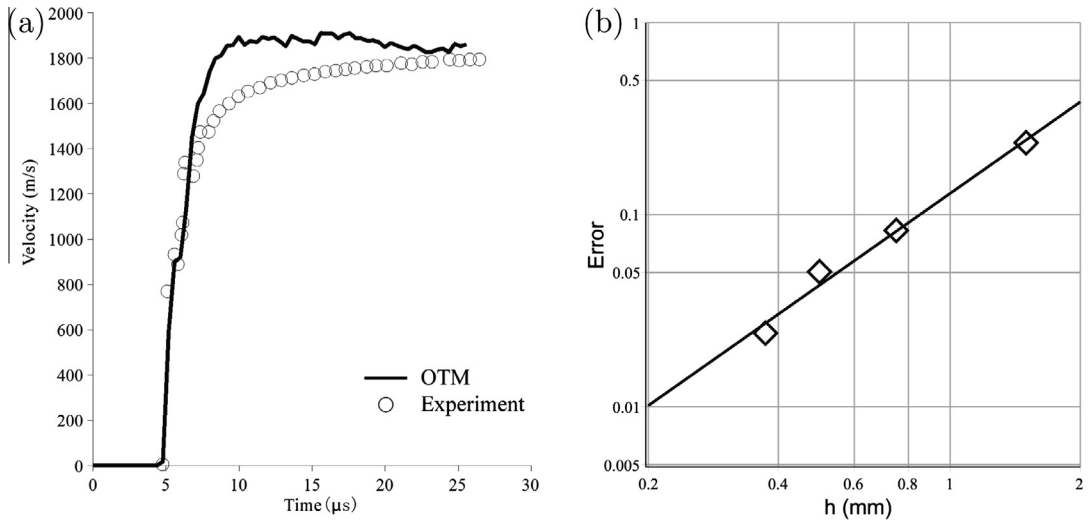 (a)
2000
1800
1600
1400
1200
1000
800
600
400
200
0
Velocity (m/s)
0 5 10 15 20 25 30
Time (μs)
OTM
Experiment
(b)
1
0.5
0.1
0.05
0.01
0.005
Error
0.2 0.4 0.6 0.8 1 2
h (mm)